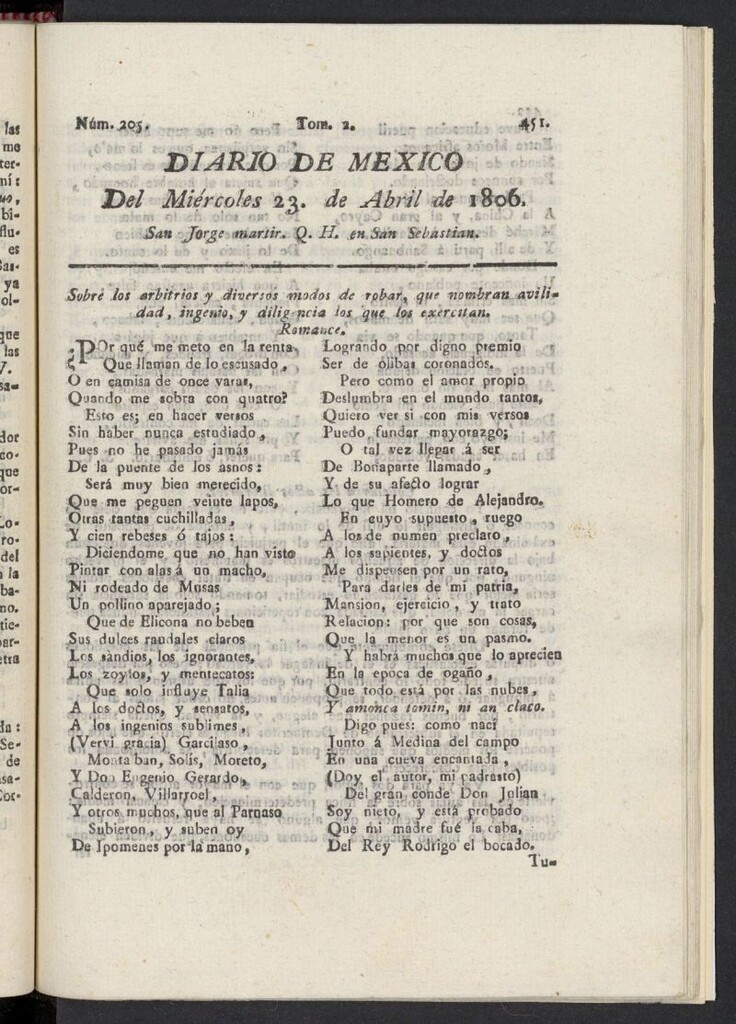 Núm. 205. Tom. 2. 451.
DIARIO DE MEXICO
Del Miércoles 23. de Abril de 1806.
San Jorge martir. Q. H. en San Sebastian.
Sobre los arbitrios y diversos modos de robar, que nombran avili-
dad, ingenio, y diligencia los que los exercitan.
Romance.
¿POr qué me meto en la renta
Que llaman de lo escusado,
O en camisa de once varas,
Quando me sobra con quatro?
Esto es; en hacer versos
Sin haber nunca estudiado,
Pues no he pasado jamás
De la puente de los asnos:
Será muy bien merecido,
Que me peguen veinte lapos,
Otras tantas cuchilladas,
Y cien rebeses ó tajos:
Diciendome que no han visto
Pintar con alas á un macho,
Ni rodeado de Musas
Un pollino aparejado;
Que de Elicona no beben
Sus dulces raudales claros
Los sandios, los ignorantes,
Los zoylos, y mentecatos:
Que solo influye Talia
A los doctos, y sensatos,
A los ingenios sublimes,
(Vervi gracia) Garcilaso,
Montalban, Solís, Moreto,
Y Don Eugenio Gerardo,
Calderon, Villarroel,
Y otros muchos, que al Parnaso
Subieron, y suben oy
De Ipomenes por la mano,
Logrando por digno premio
Ser de ólibas coronados.
Pero como el amor propio
Deslumbra en el mundo tantos,
Quiero ver si con mis versos
Puedo fundar mayorazgo;
O tal vez llegar á ser
De Bonaparte llamado,
Y de su afecto lograr
Lo que Homero de Alejandro.
En cuyo supuesto, ruego
A los de numen preclaro,
A los sapientes, y doctos
Me dispensen por un rato,
Para darles de mi patria,
Mansion, ejercicio, y trato
Relacion: por que son cosas,
Que la menor es un pasmo.
Y habrá muchos que lo aprecien
En la epoca de ogaño,
Que todo está por las nubes,
Y amonca tomin, ni an claco.
Digo pues: como nací
Junto á Medina del campo
En una cueva encantada,
(Doy el autor, mi padrasto)
Del gran conde Don Julian
Soy nieto, y está probado
Que mi madre fué la caba,
Del Rey Rodrigo el bocado.
Tu-